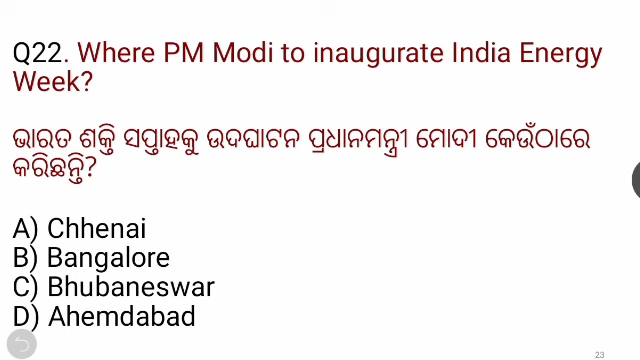 Q22. Where PM Modi to inaugurate India Energy
Week?
ଭାରତ ଶକ୍ତି ସପ୍ତାହକୁ ଉଦଘାଟନ ପ୍ରଧାନମନ୍ତ୍ରୀ ମୋଦୀ କେଉଁଠାରେ
କରିଛନ୍ତି?
A) Chhenai
B) Bangalore
C) Bhubaneswar
D) Ahemdabad
23